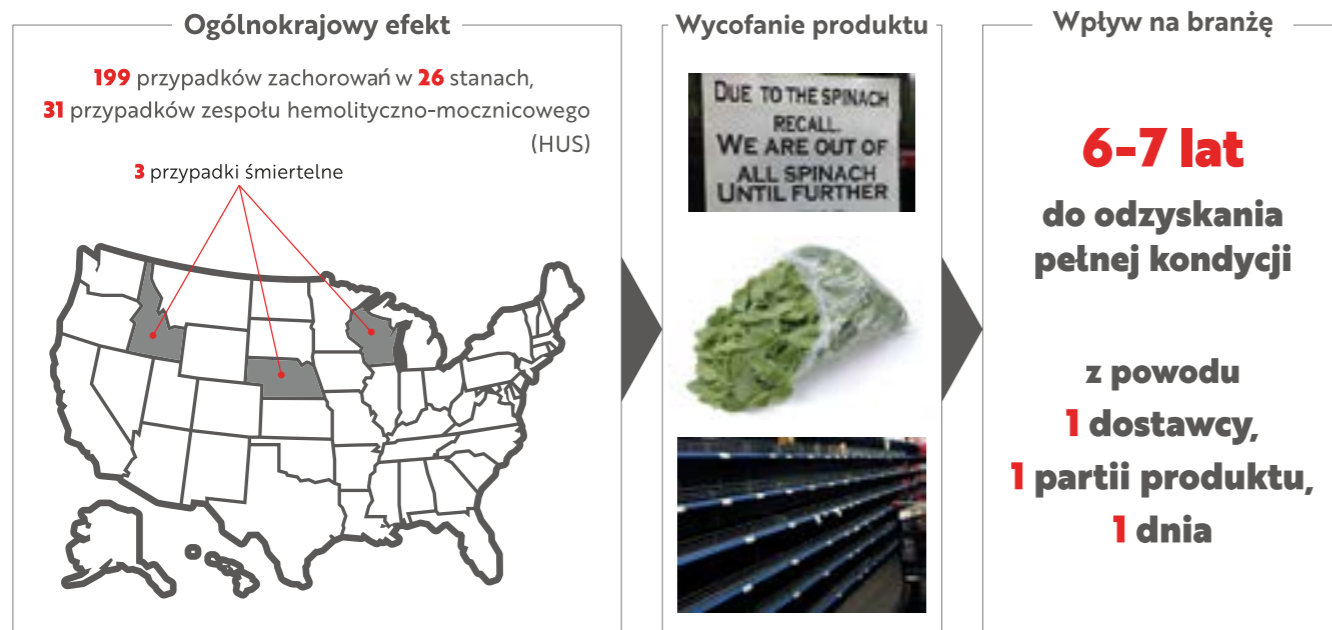 Ogólnokrajowy efekt
199 przypadków zachorowań w 26 stanach,
31 przypadków zespołu hemolityczno-mocznicowego
(HUS)
3 przypadki śmiertelne
Wycofanie produktu
DUE TO THE SPINACH
RECALL.
WE ARE OUT OF
ALL SPINACH
UNTIL FURTHER
Wpływ na branżę
6-7 lat
do odzyskania
pełnej kondycji
z powodu
1 dostawcy,
1 partii produktu,
1 dnia